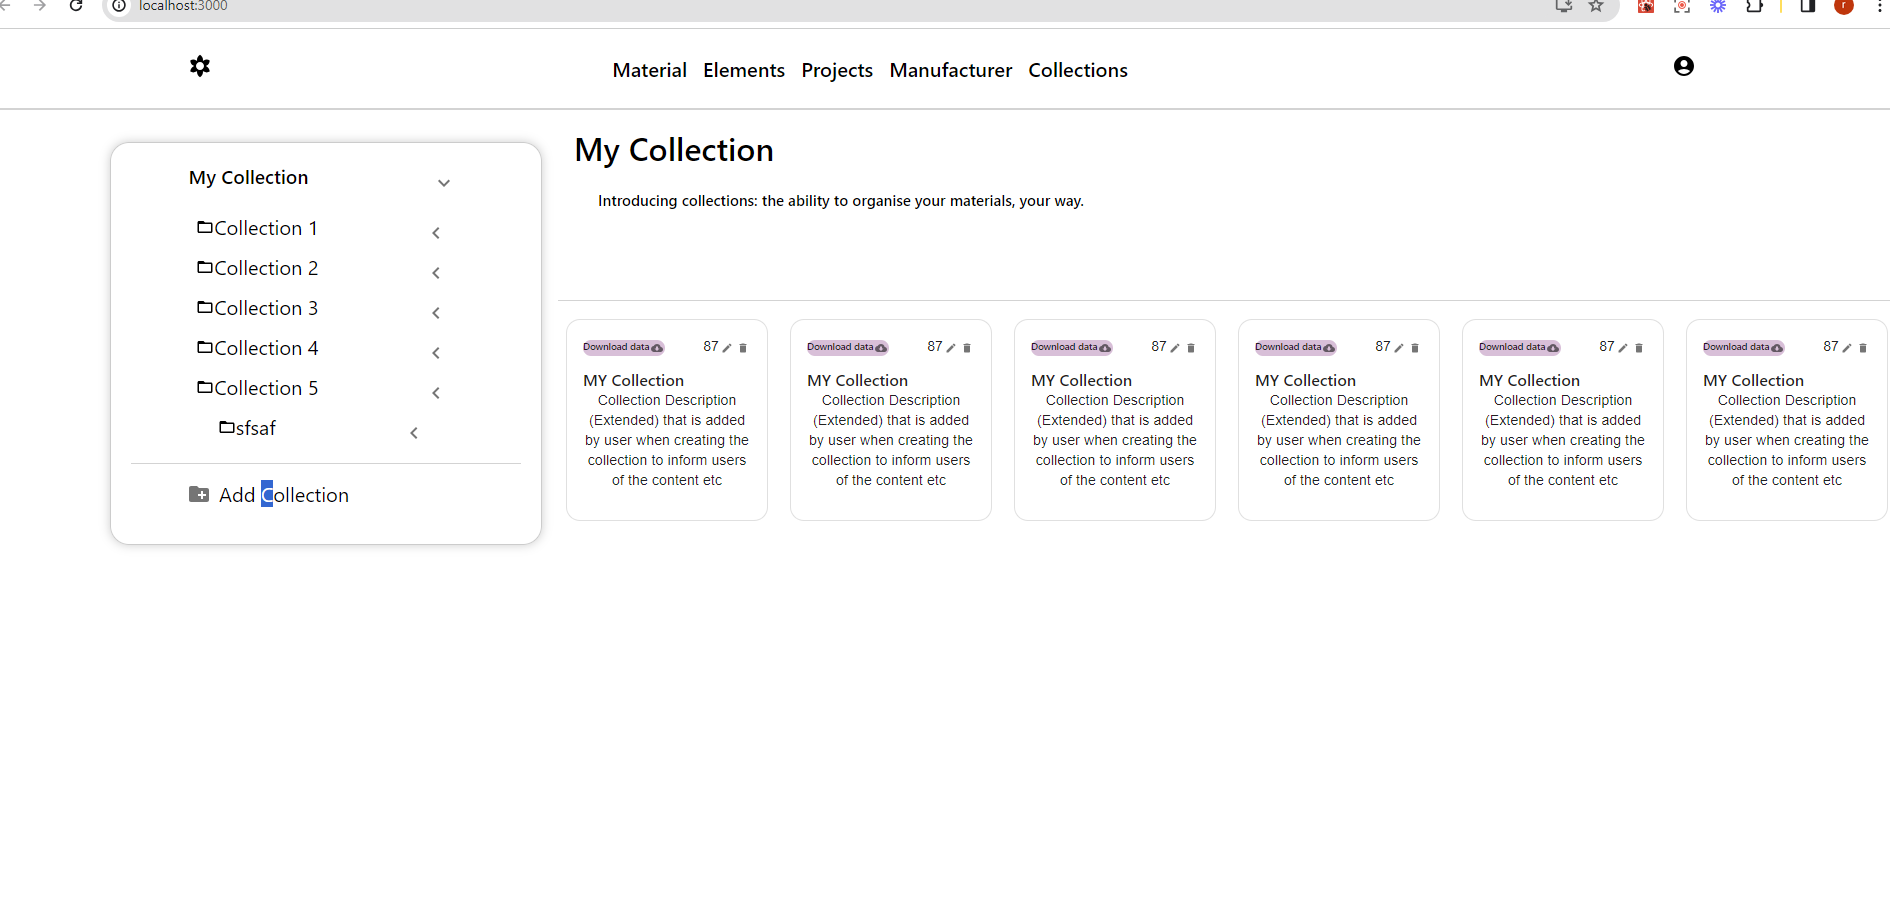 localhost:3000
r
Material Elements Projects Manufacturer Collections
My Collection
Collection 1
Collection 2
Collection 3
Collection 4
Collection 5
sfsaf
Add Collection
My Collection
Introducing collections: the ability to organise your materials, your way.
Download data 87
MY Collection
Collection Description
(Extended) that is added
by user when creating the
collection to inform users
of the content etc
Download data 87
MY Collection
Collection Description
(Extended) that is added
by user when creating the
collection to inform users
of the content etc
Download data 87
MY Collection
Collection Description
(Extended) that is added
by user when creating the
collection to inform users
of the content etc
Download data 87
MY Collection
Collection Description
(Extended) that is added
by user when creating the
collection to inform users
of the content etc
Download data 87
MY Collection
Collection Description
(Extended) that is added
by user when creating the
collection to inform users
of the content etc
Download data 87
MY Collection
Collection Description
(Extended) that is added
by user when creating the
collection to inform users
of the content etc